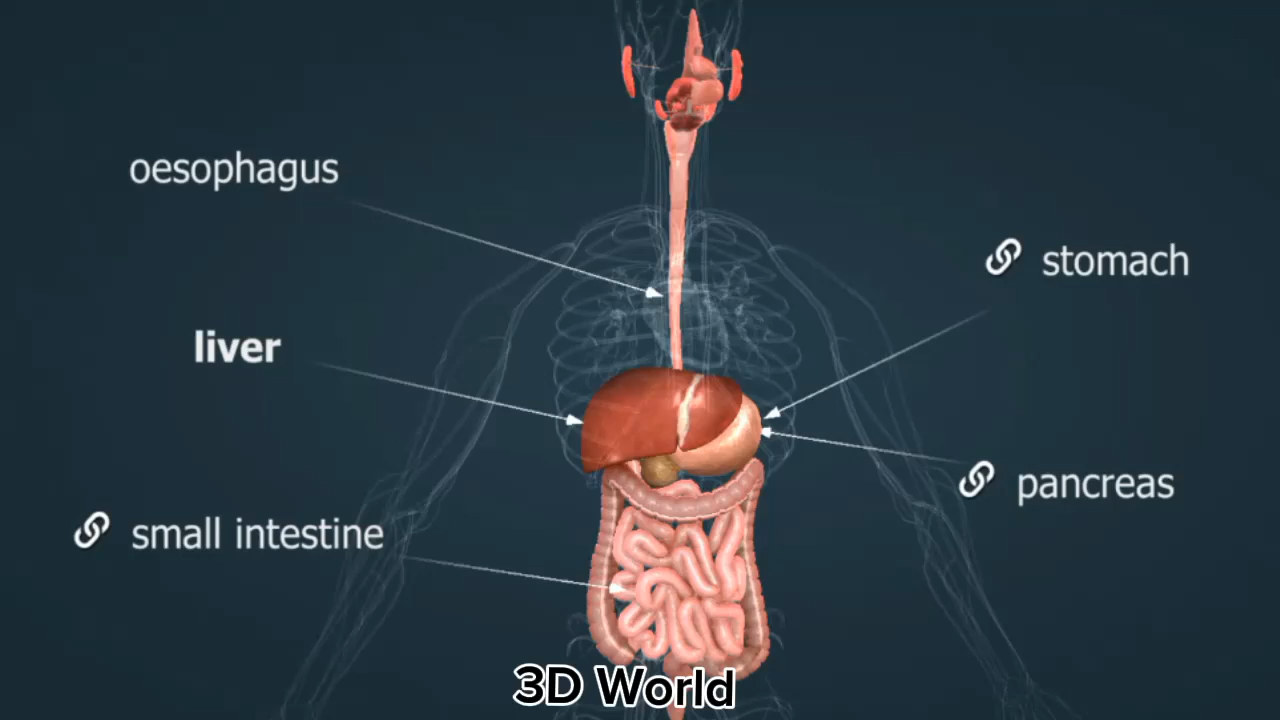 oesophagus
stomach
liver
pancreas
small intestine
3D World